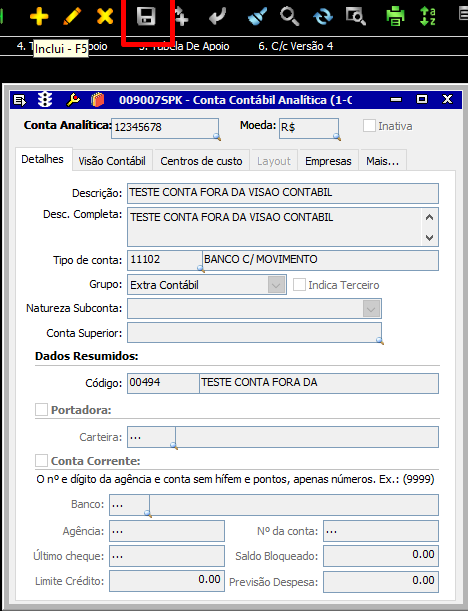 4. T
Inclui - F5
poio
5. Tabela De Apoio
6. C/c Versão 4
009007SPK - Conta Contábil Analítica (1-C
Conta Analítica: 12345678 Moeda: R$ Inativa
Detalhes Visão Contábil Centros de custo Layout Empresas Mais...
Descrição: TESTE CONTA FORA DA VISAO CONTABIL
Desc. Completa: TESTE CONTA FORA DA VISAO CONTABIL
Tipo de conta: 11102 BANCO C/ MOVIMENTO
Grupo: Extra Contábil Indica Terceiro
Natureza Subconta:
Conta Superior:
Dados Resumidos:
Código: 00494 TESTE CONTA FORA DA
Portadora:
Carteira: ...
Conta Corrente:
O nº e dígito da agência e conta sem hífem e pontos, apenas números. Ex.: (9999)
Banco: ...
Agência: ... Nº da conta: ...
Último cheque: ... Saldo Bloqueado: 0.00
Limite Crédito: 0.00 Previsão Despesa: 0.00